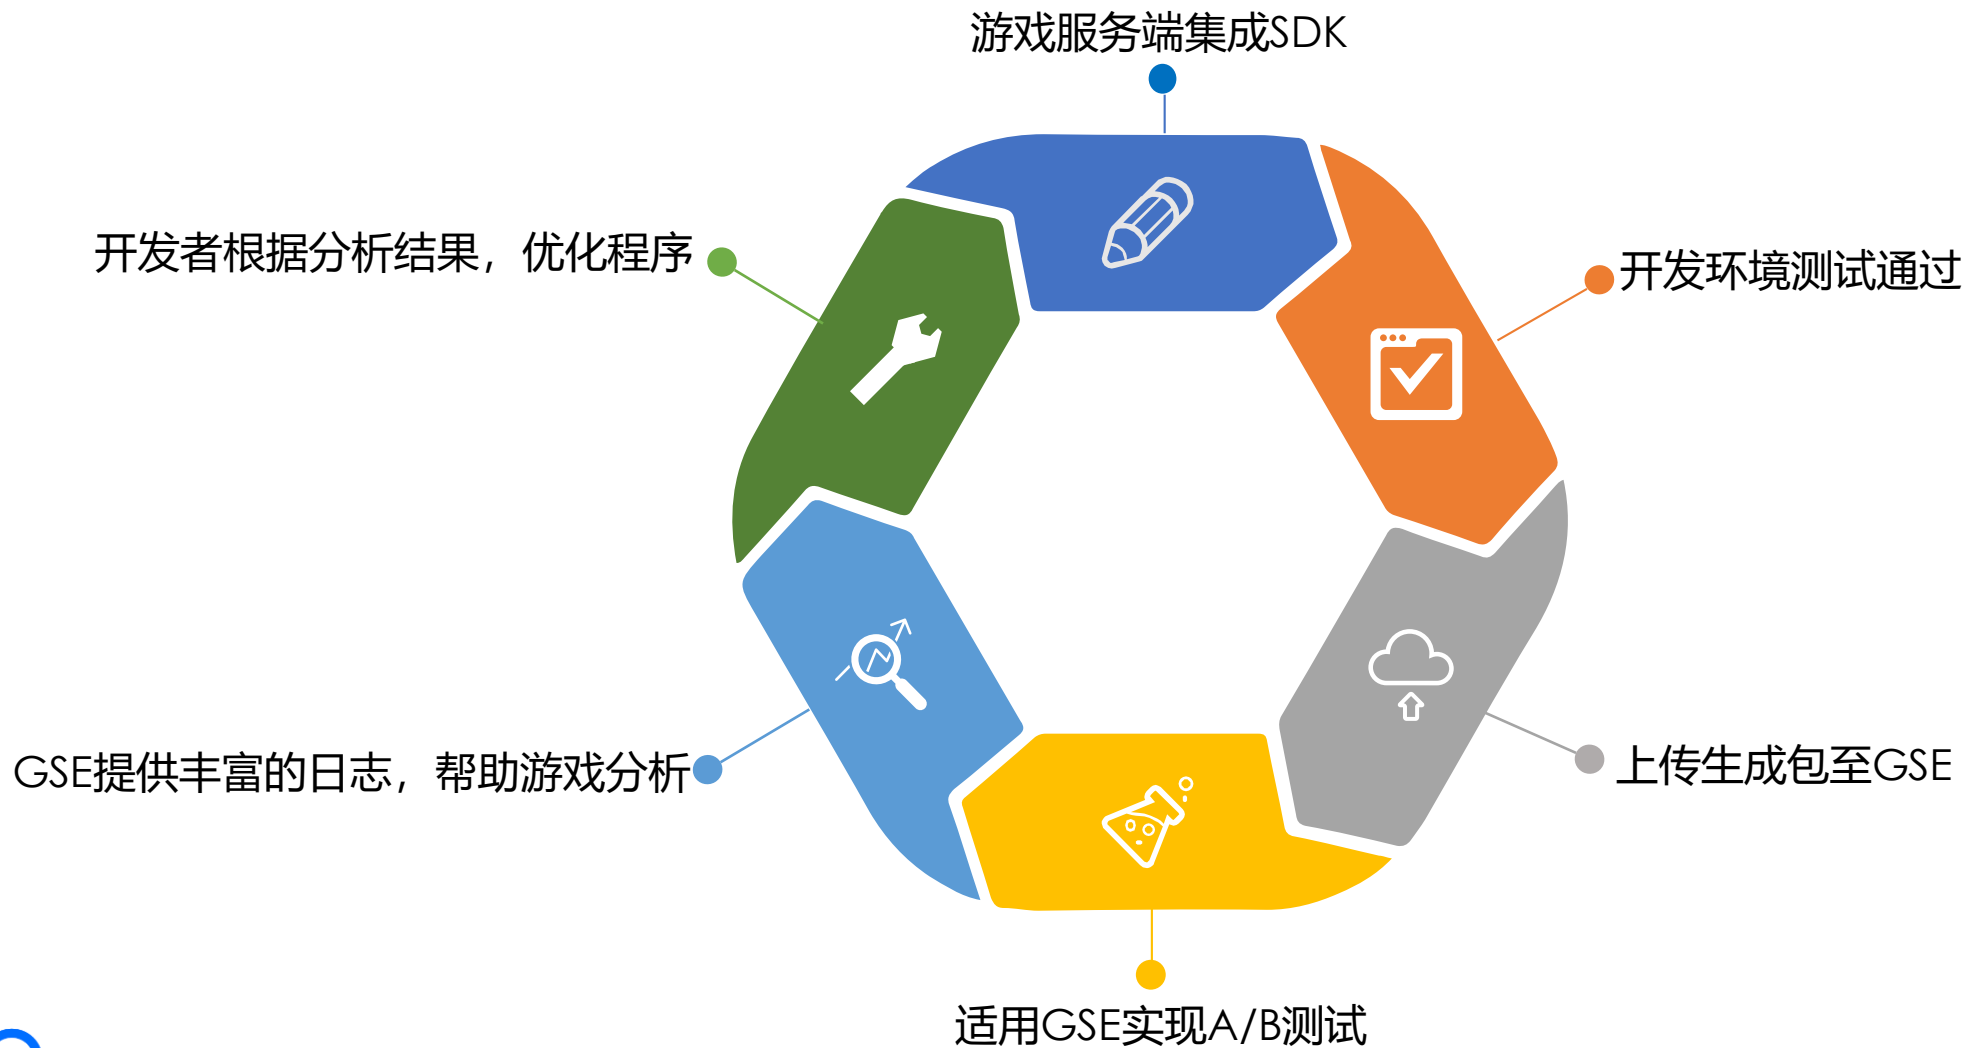 游戏服务端集成SDK
开发者根据分析结果，优化程序
开发环境测试通过
GSE提供丰富的日志，帮助游戏分析
上传生成包至GSE
适用GSE实现A/B测试